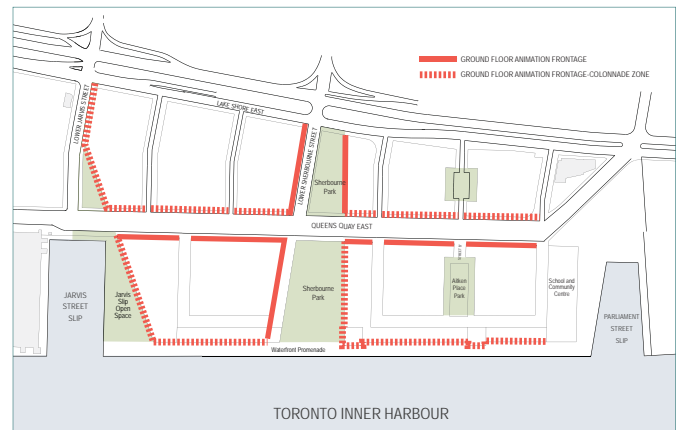 GROUND FLOOR ANIMATION FRONTAGE
GROUND FLOOR ANIMATION FRONTAGE-COLONNADE ZONE
LOWER JARVIS STREET
LAKE SHORE EAST
LOWER SHERBOURNE STREET
Sherbourne
Park
QUEENS QUAY EAST
JARVIS
STREET
SLIP
Jarvis
Slip
Open
Space
Sherbourne
Park
Aitken
Place
Park
School and
Community
Centre
PARLIAMENT
STREET
SLIP
Waterfront Promenade
TORONTO INNER HARBOUR